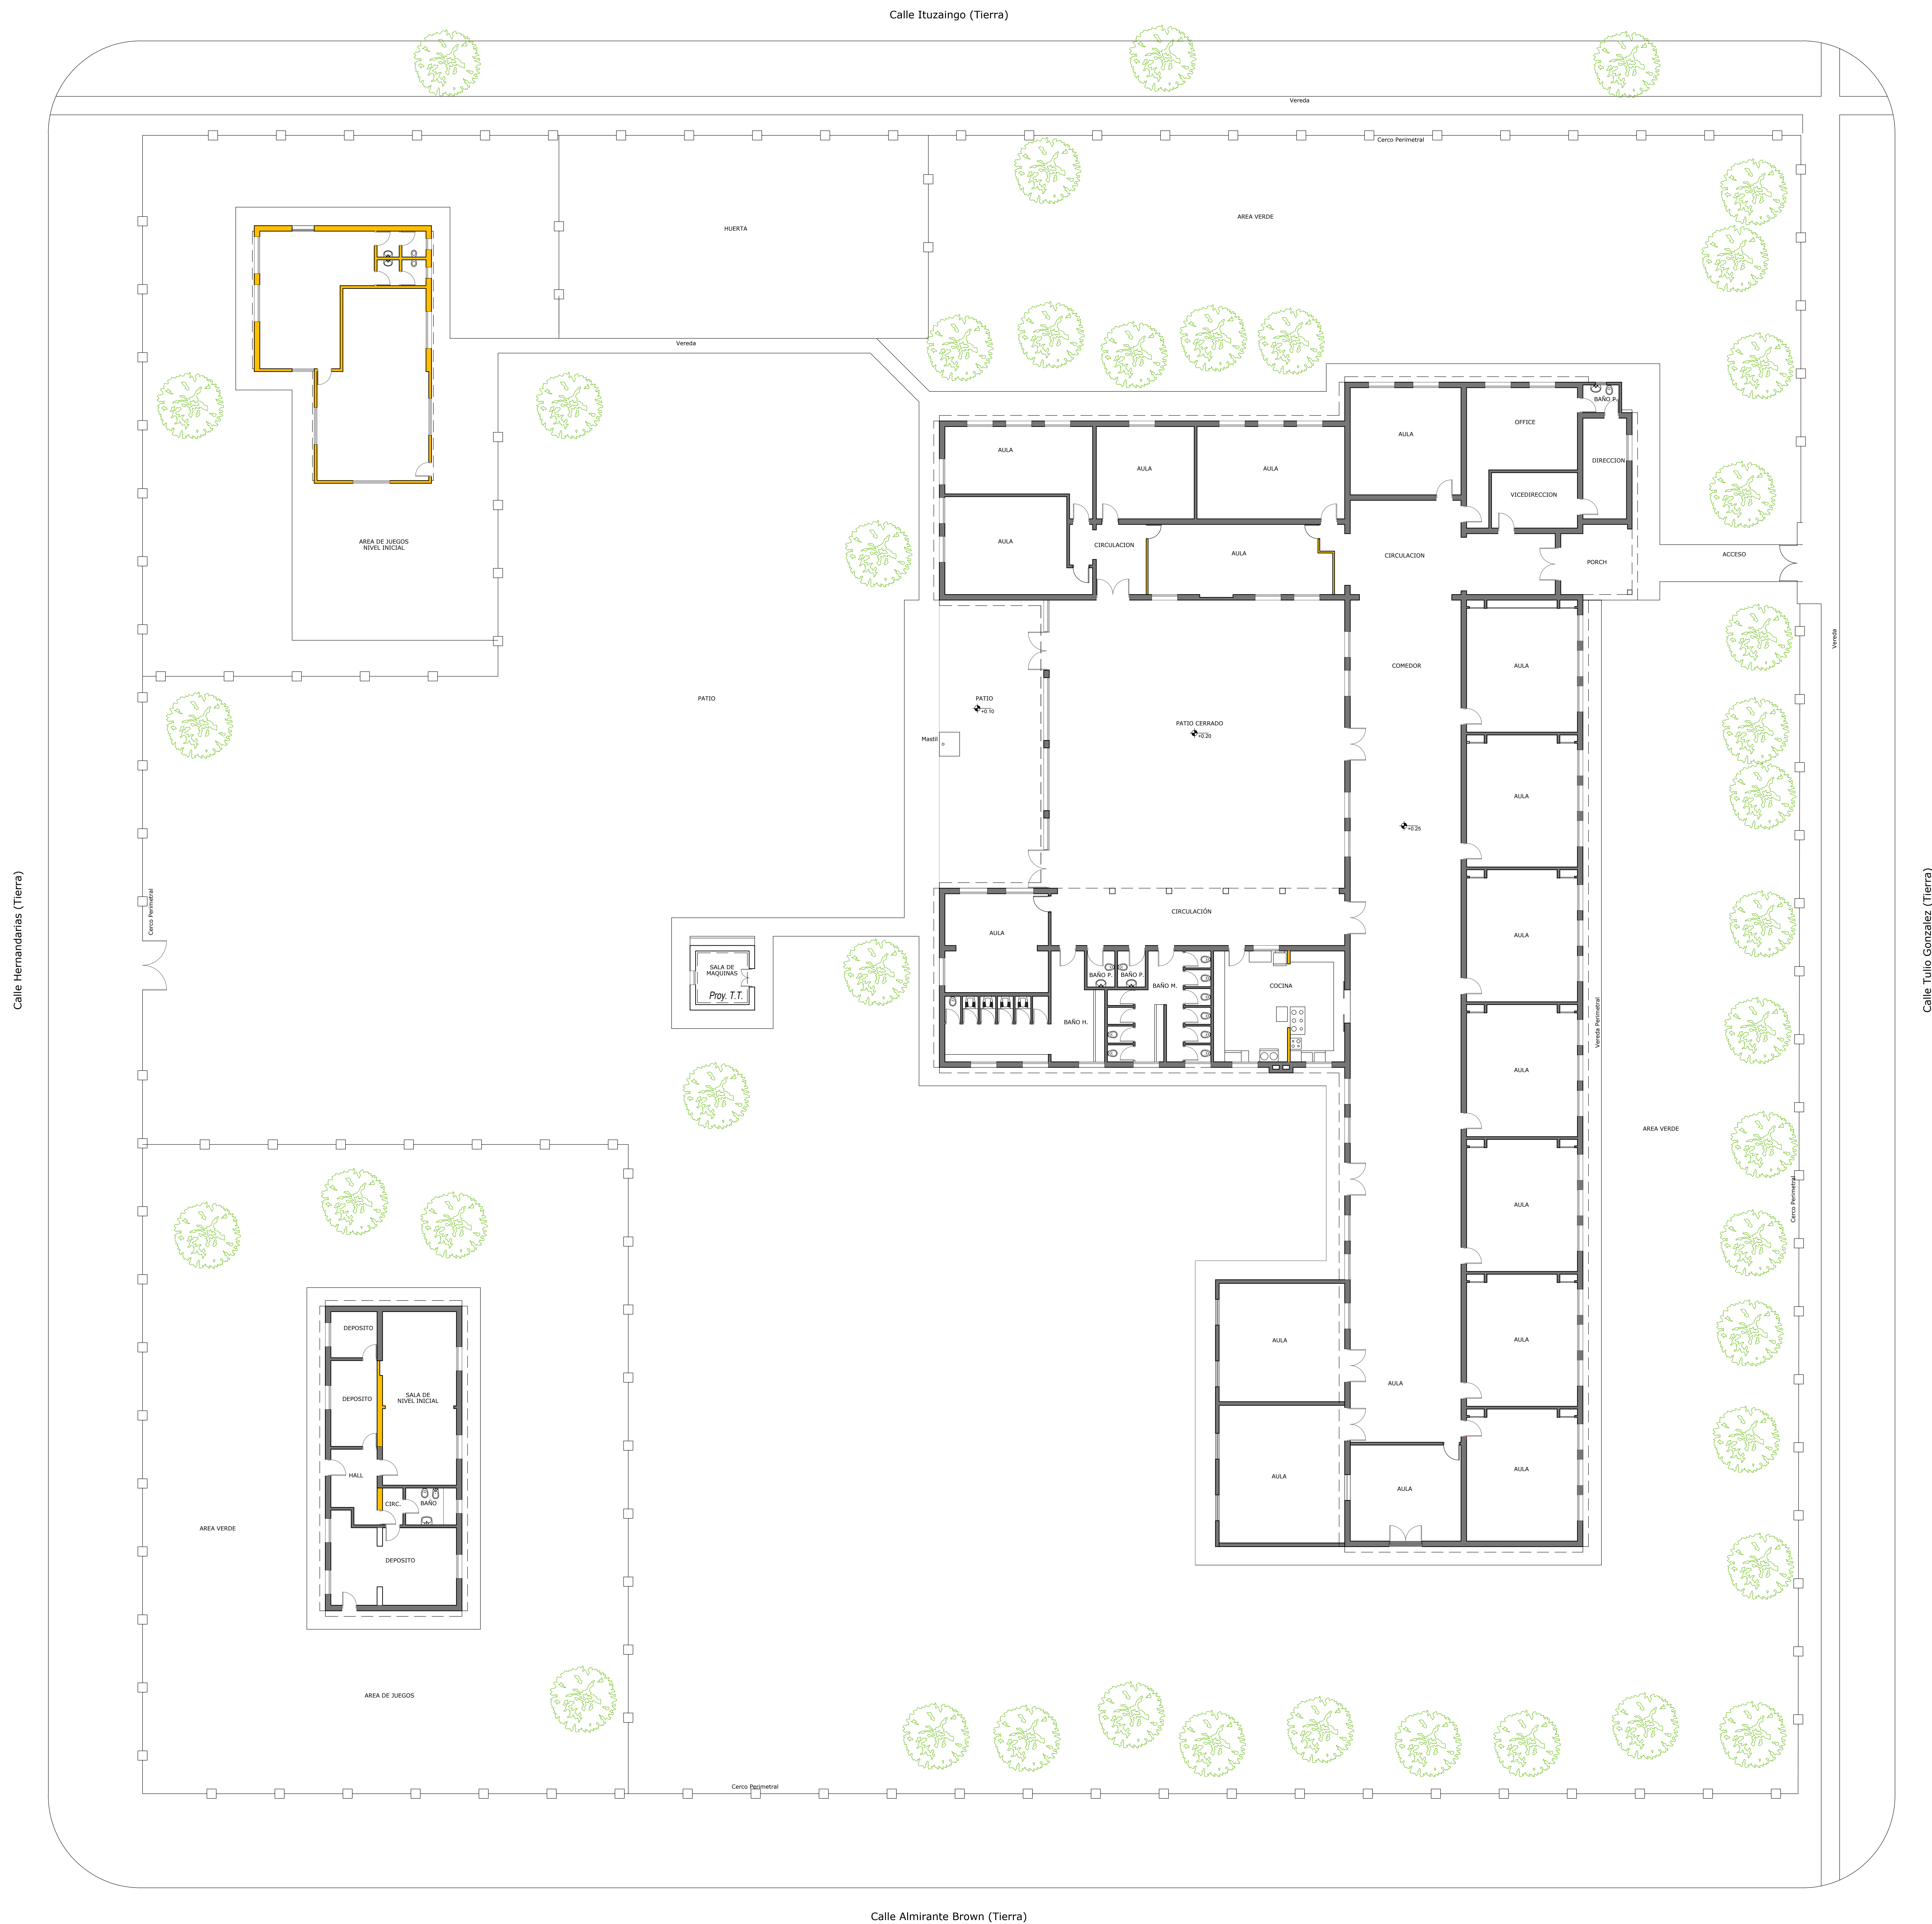 Calle Ituzaingo (Tierra)
Vereda
Cerco Perimetral
AREA VERDE
HUERTA
Vereda
BAÑO P.
OFFICE
AULA
AULA
AULA
AULA
DIRECCION
VICEDIRECCION
AREA DE JUEGOS
NIVEL INICIAL
AULA
CIRCULACION
AULA
CIRCULACION
PORCH
ACCESO
Vereda
COMEDOR
AULA
PATIO
PATIO
+0.10
PATIO CERRADO
+0.20
Mastil
AULA
+0.25
Cerco Perimetral
Calle Hernandarias (Tierra)
Calle Tulio Gonzalez (Tierra)
CIRCULACIÓN
AULA
AULA
SALA DE
MAQUINAS
Proy. T.T.
BAÑO P.
BAÑO P.
BAÑO M.
COCINA
BAÑO H.
Vereda Perimetral
AULA
AREA VERDE
Cerco Perimetral
AULA
DEPOSITO
AULA
AULA
DEPOSITO
SALA DE
NIVEL INICIAL
AULA
HALL
AULA
AULA
AULA
CIRC.
BAÑO
AREA VERDE
DEPOSITO
AREA DE JUEGOS
Cerco Perimetral
Calle Almirante Brown (Tierra)